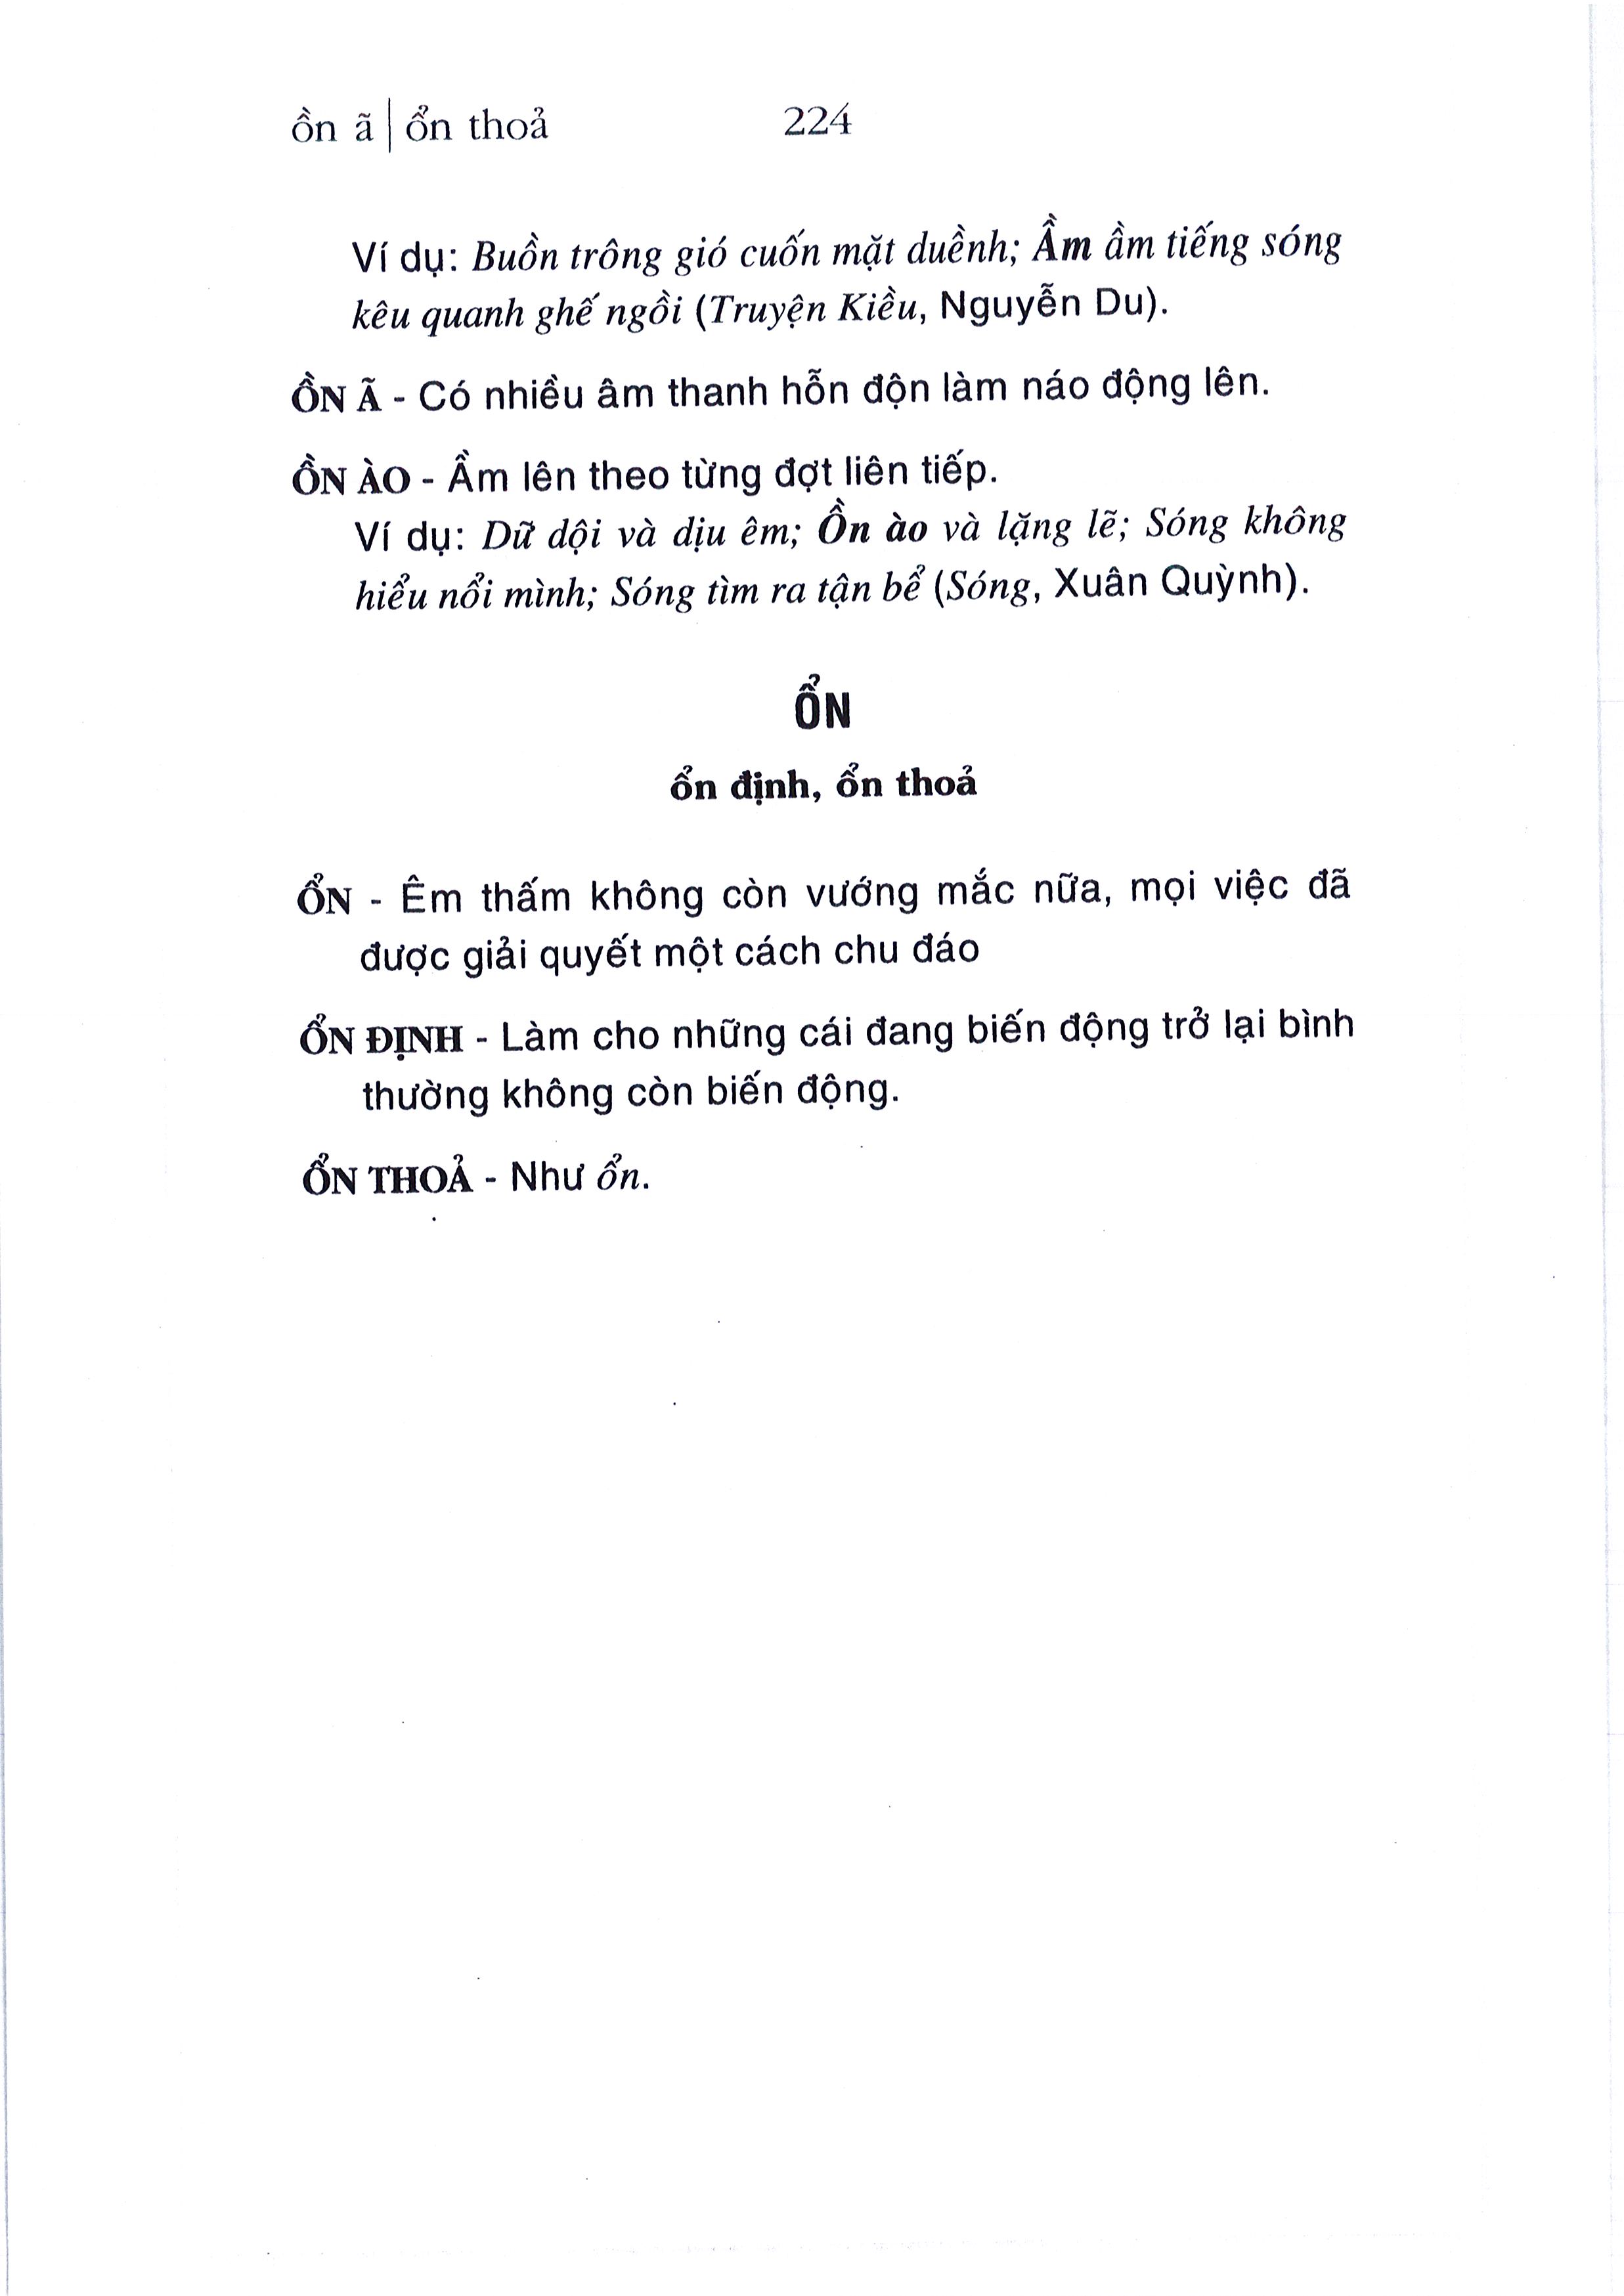 ồn ã | ổn thoả 224
Ví dụ: Buồn trông gió cuốn mặt duềnh; Ầm ầm tiếng sóng
kêu quanh ghế ngồi (Truyện Kiều, Nguyễn Du).
ỒN Ã - Có nhiều âm thanh hỗn độn làm náo động lên.
ỒN ÀO - Ầm lên theo từng đợt liên tiếp.
Ví dụ: Dữ dội và dịu êm; Ồn ào và lặng lẽ; Sóng không
hiểu nổi mình; Sóng tìm ra tận bể (Sóng, Xuân Quỳnh).
ỔN
ổn định, ổn thoả
ỔN - Êm thấm không còn vướng mắc nữa, mọi việc đã
được giải quyết một cách chu đáo
ỔN ĐỊNH - Làm cho những cái đang biến động trở lại bình
thường không còn biến động.
ỔN THOẢ - Như ổn.